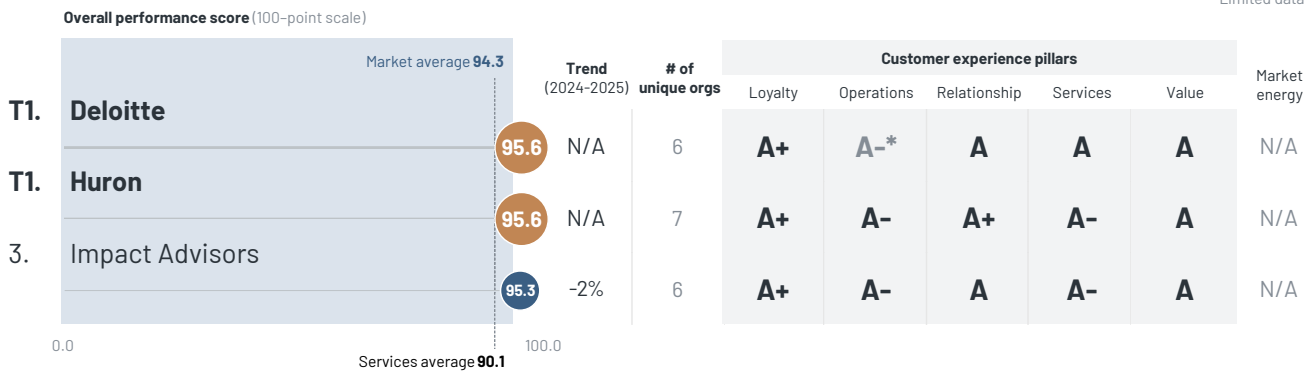 Limited data
Overall performance score (100-point scale)
Market average 94.3
Trend
(2024-2025)
# of
unique orgs
Customer experience pillars
Loyalty Operations Relationship Services Value
Market
energy
T1. Deloitte
95.6 N/A 6 A+ A-* A A A N/A
T1. Huron
95.6 N/A 7 A+ A- A+ A- A N/A
3. Impact Advisors
95.3 -2% 6 A+ A- A A- A N/A
0.0 100.0
Services average 90.1